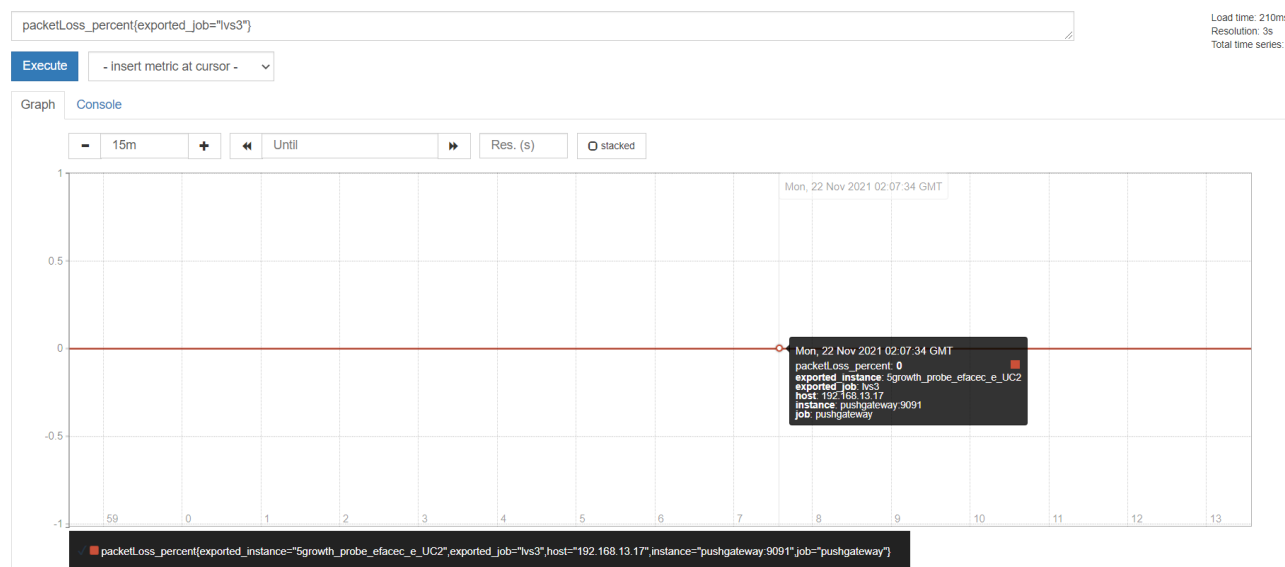 packetLoss_percent{exported_job="lvs3"}
Load time: 210ms
Resolution: 3s
Total time series:
Execute
- insert metric at cursor -
Graph
Console
15m
Until
Res. (s)
stacked
1
Mon, 22 Nov 2021 02:07:34 GMT
0.5
0
Mon, 22 Nov 2021 02:07:34 GMT
packetLoss_percent: 0
exported_instance: 5growth_probe_efacec_e_UC2
exported_job: lvs3
host: 192.168.13.17
instance: pushgateway:9091
job: pushgateway
-0.5
-1
59 0 1 2 3 4 5 6 7 8 9 10 11 12 13
packetLoss_percent{exported_instance="5growth_probe_efacec_e_UC2",exported_job="lvs3",host="192.168.13.17",instance="pushgateway:9091",job="pushgateway"}